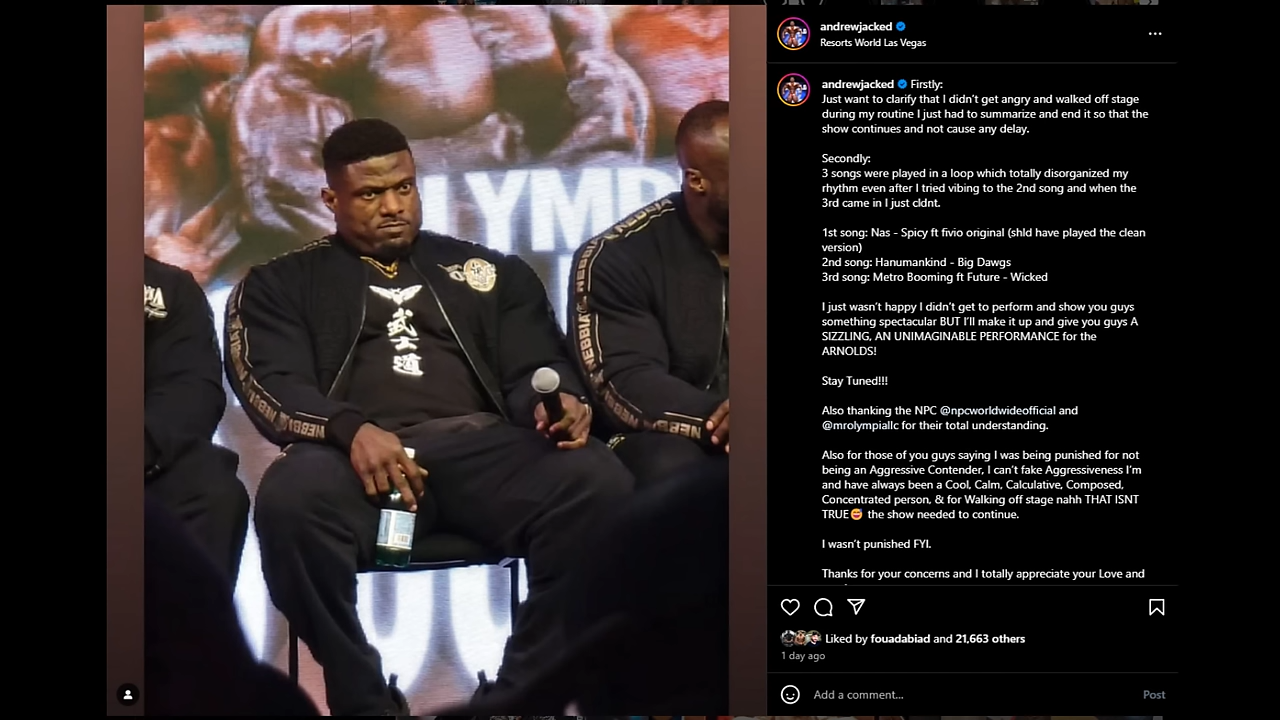 LYMP
NEBBIA
NEBBIA
NEBBIA
NEBBIA
NEBBIA
武
士
道
andrewjacked
Resorts World Las Vegas
andrewjacked Firstly:
Just want to clarify that I didn't get angry and walked off stage
during my routine I just had to summarize and end it so that the
show continues and not cause any delay.
Secondly:
3 songs were played in a loop which totally disorganized my
rhythm even after I tried vibing to the 2nd song and when the
3rd came in I just cldnt.
1st song: Nas - Spicy ft fivio original (shld have played the clean
version)
2nd song: Hanumankind - Big Dawgs
3rd song: Metro Booming ft Future - Wicked
I just wasn't happy I didn't get to perform and show you guys
something spectacular BUT I'll make it up and give you guys A
SIZZLING, AN UNIMAGINABLE PERFORMANCE for the
ARNOLDS!
Stay Tuned!!!
Also thanking the NPC @npcworldwideofficial and
@mrolympiallc for their total understanding.
Also for those of you guys saying I was being punished for not
being an Aggressive Contender, I can't fake Aggressiveness I'm
and have always been a Cool, Calm, Calculative, Composed,
Concentrated person, & for Walking off stage nahh THAT ISNT
TRUE😅 the show needed to continue.
I wasn't punished FYI.
Thanks for your concerns and I totally appreciate your Love and
Liked by fouadabiad and 21,663 others
1 day ago
Add a comment...
Post